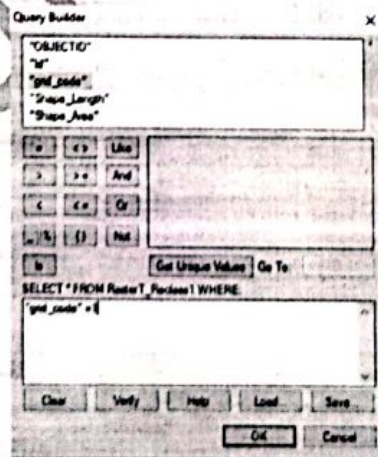 Query Builder
"OBJECTID"
"Id"
"grid_code"
"Shape_Length"
"Shape_Area"
= < > Like
> > = And
< < = Or
_ % () Not
Is Get Unique Values Go To:
SELECT * FROM RasterT_Reclass1 WHERE:
"grid_code" =1
Clear Verify Help Load Save
OK Cancel